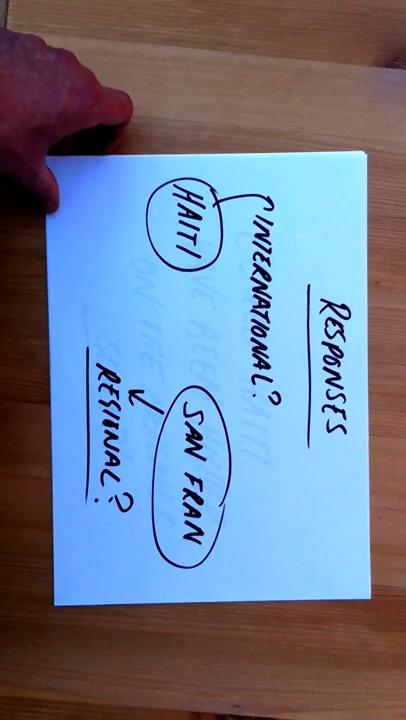 RESPONSES
INTERNATIONAL?
HAITI
SAN FRAN
REGIONAL?